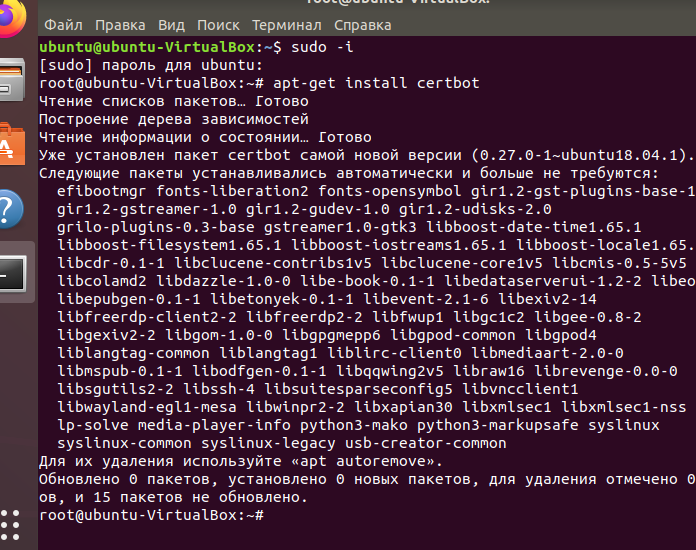 root@ubuntu-VirtualBox:
Файл Правка Вид Поиск Терминал Справка
ubuntu@ubuntu-VirtualBox:~$ sudo -i
[sudo] пароль для ubuntu:
root@ubuntu-VirtualBox:~# apt-get install certbot
Чтение списков пакетов… Готово
Построение дерева зависимостей
Чтение информации о состоянии… Готово
Уже установлен пакет certbot самой новой версии (0.27.0-1~ubuntu18.04.1).
Следующие пакеты устанавливались автоматически и больше не требуются:
efibootmgr fonts-liberation2 fonts-opensymbol gir1.2-gst-plugins-base-1
gir1.2-gstreamer-1.0 gir1.2-gudev-1.0 gir1.2-udisks-2.0
grilo-plugins-0.3-base gstreamer1.0-gtk3 libboost-date-time1.65.1
libboost-filesystem1.65.1 libboost-iostreams1.65.1 libboost-locale1.65.
libcdr-0.1-1 libclucene-contribs1v5 libclucene-core1v5 libcmis-0.5-5v5
libcolamd2 libdazzle-1.0-0 libe-book-0.1-1 libedataserverui-1.2-2 libeo
libepubgen-0.1-1 libetonyek-0.1-1 libevent-2.1-6 libexiv2-14
libfreerdp-client2-2 libfreerdp2-2 libfwup1 libgc1c2 libgee-0.8-2
libgexiv2-2 libgom-1.0-0 libgpgmepp6 libgpod-common libgpod4
liblangtag-common liblangtag1 liblirc-client0 libmediaart-2.0-0
libmspub-0.1-1 libodfgen-0.1-1 libqqwing2v5 libraw16 librevenge-0.0-0
libsgutils2-2 libssh-4 libsuitesparseconfig5 libvncclient1
libwayland-egl1-mesa libwinpr2-2 libxapian30 libxmlsec1 libxmlsec1-nss
lp-solve media-player-info python3-mako python3-markupsafe syslinux
syslinux-common syslinux-legacy usb-creator-common
Для их удаления используйте «apt autoremove».
Обновлено 0 пакетов, установлено 0 новых пакетов, для удаления отмечено 0
ов, и 15 пакетов не обновлено.
root@ubuntu-VirtualBox:~#